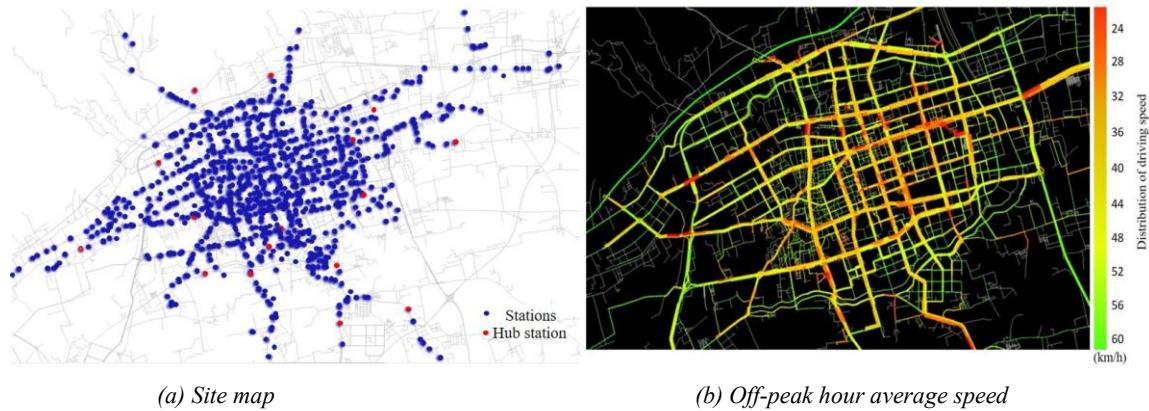 Stations
Hub station
24
28
32
36
40
44
48
52
56
60
(km/h)
Distribution of driving speed
(a) Site map
(b) Off-peak hour average speed